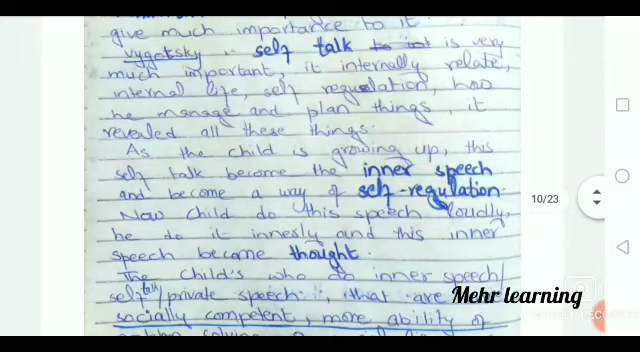 give much importance to it.
Vygotsky :- self talk to int is very
much important, it internally relate,
internal life, self regulation, how
he manage and plan things, it
revealed all these things.
As the child is growing up, this
self talk become the inner speech
and become a way of self-regulation.
Now child do this speech loudly,
he do it innerly and this inner
speech become thought.
The child's who do inner speech/
self talk/private speech :, that are
socially competent, more ability of
10/23
Mehr learning